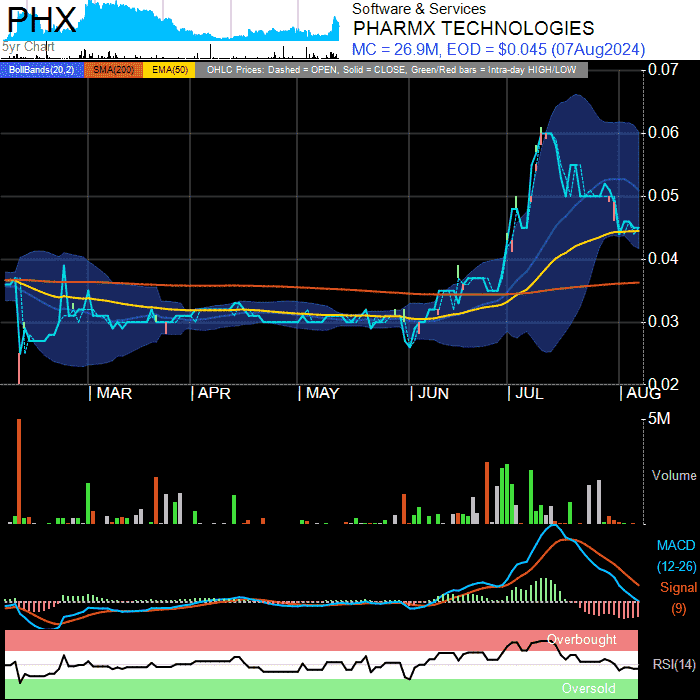 PHX
5yr Chart
Software & Services
PHARMX TECHNOLOGIES
MC = 26.9M, EOD = $0.045 (07Aug2024)
BollBands(20,2) SMA(200) EMA(50) OHLC Prices: Dashed = OPEN, Solid = CLOSE, Green/Red bars = Intra-day HIGH/LOW
0.07
0.06
0.05
0.04
0.03
0.02
| MAR | APR | MAY | JUN | JUL | AUG
5M
Volume
MACD
(12-26)
Signal
(9)
Overbought
RSI(14)
Oversold